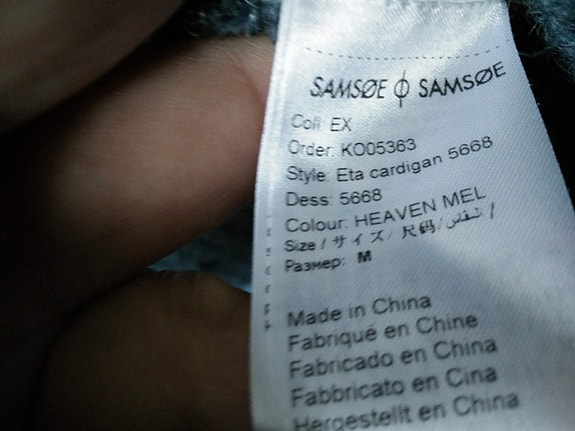 SAMSØE ϕ SAMSØE
Coll: EX
Order: KO05363
Style: Eta cardigan 5668
Dess: 5668
Colour: HEAVEN MEL
Size / サイズ / 尺码 / المقاس /
Размер: M
Made in China
Fabriqué en Chine
Fabricado en China
Fabbricato en Cina
Hergestellt en China